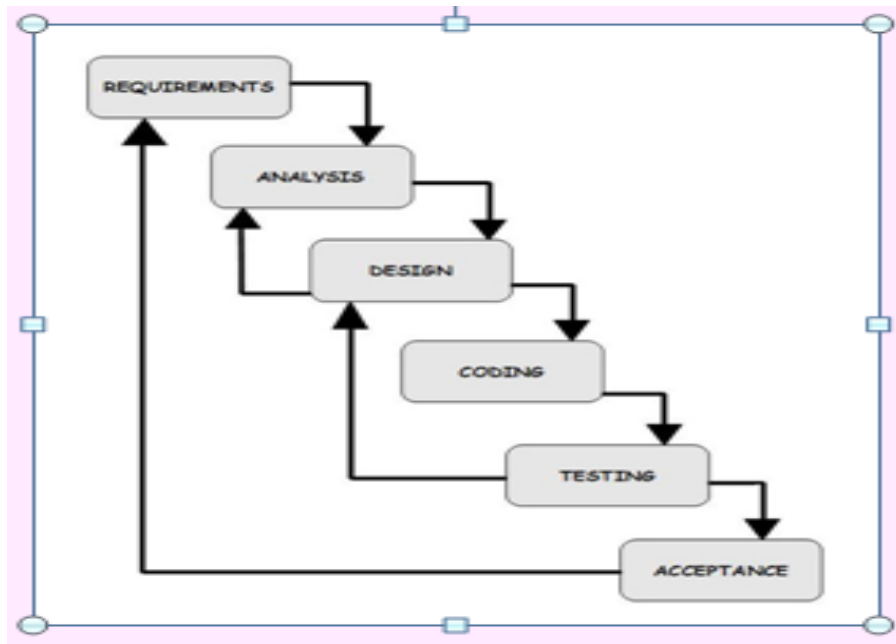 REQUIREMENTS
ANALYSIS
DESIGN
CODING
TESTING
ACCEPTANCE